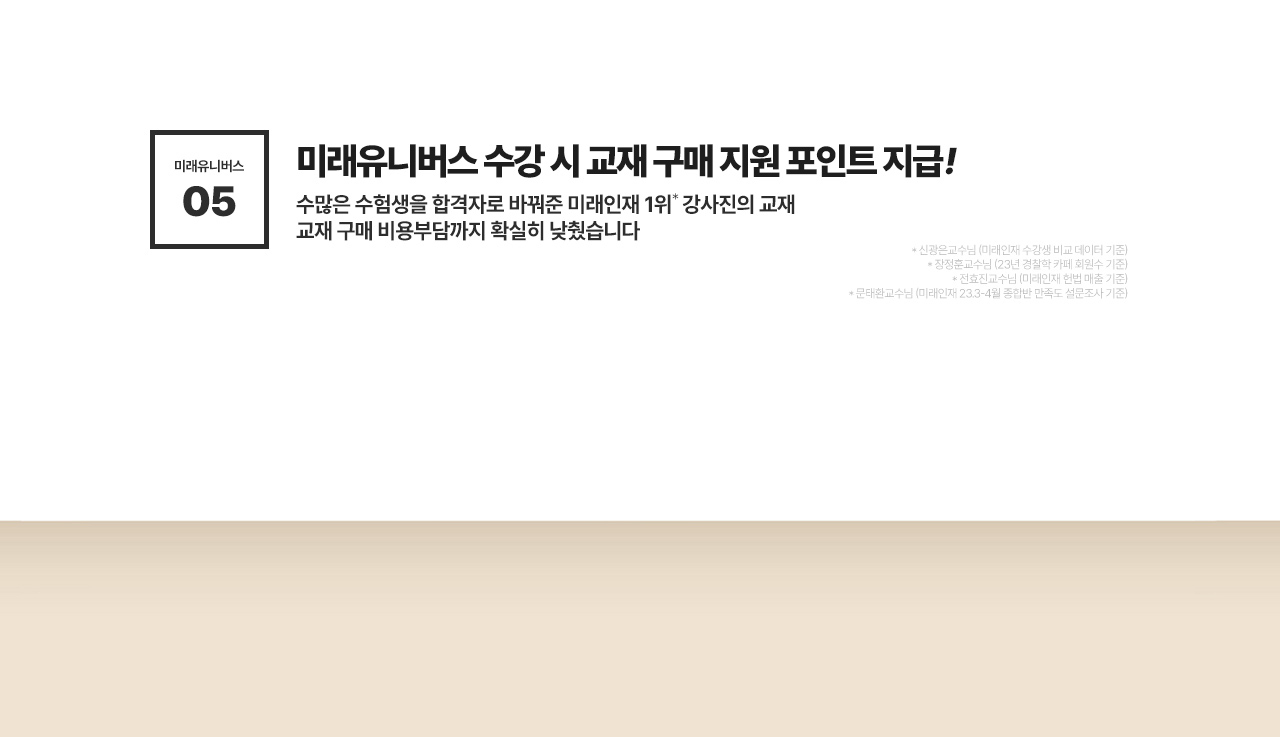 미래유니버스
05
미래유니버스 수강 시 교재 구매 지원 포인트 지급!
수많은 수험생을 합격자로 바꿔준 미래인재 1위* 강사진의 교재
교재 구매 비용부담까지 확실히 낮췄습니다
* 신광은교수님 (미래인재 수강생 비교 데이터 기준)
* 장정훈교수님 (23년 경찰학 카페 회원수 기준)
* 전효진교수님 (미래인재 헌법 매출 기준)
* 문태환교수님 (미래인재 23.3-4월 종합반 만족도 설문조사 기준)